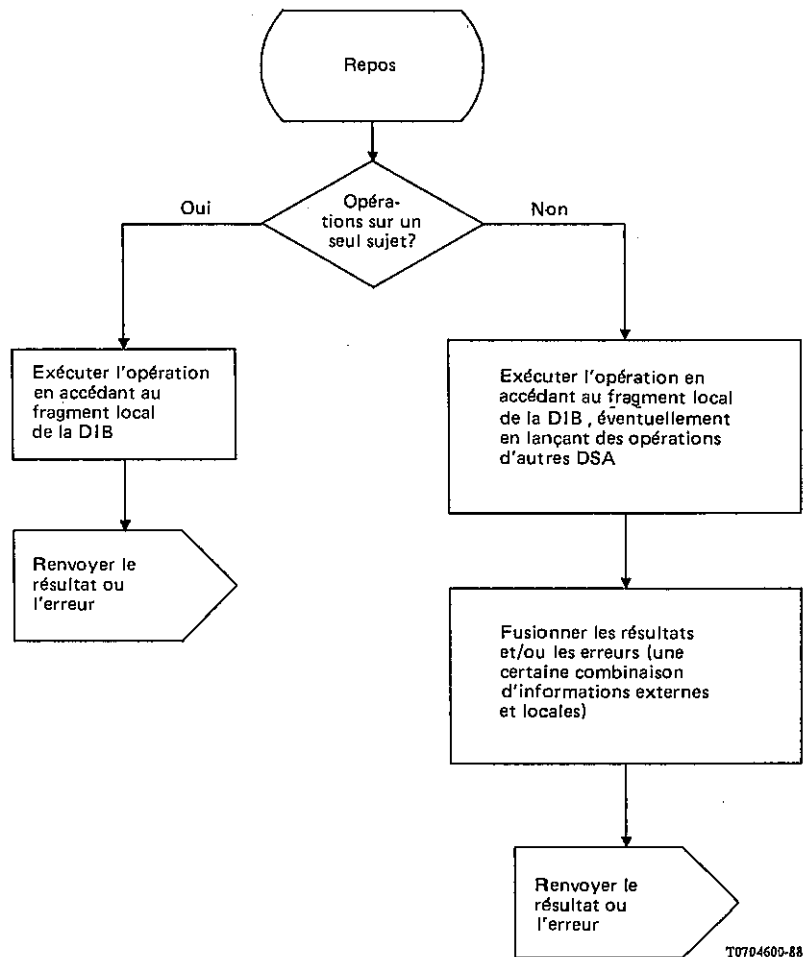 Repos
Opéra-
tions sur un
seul sujet?
Oui
Non
Exécuter l'opération
en accédant au
fragment local
de la DIB
Renvoyer le
résultat ou
l'erreur
Exécuter l'opération en
accédant au fragment local
de la DIB, éventuellement
en lançant des opérations
d'autres DSA
Fusionner les résultats
et/ou les erreurs (une
certaine combinaison
d'informations externes
et locales)
Renvoyer le
résultat ou
l'erreur
T0704600-88